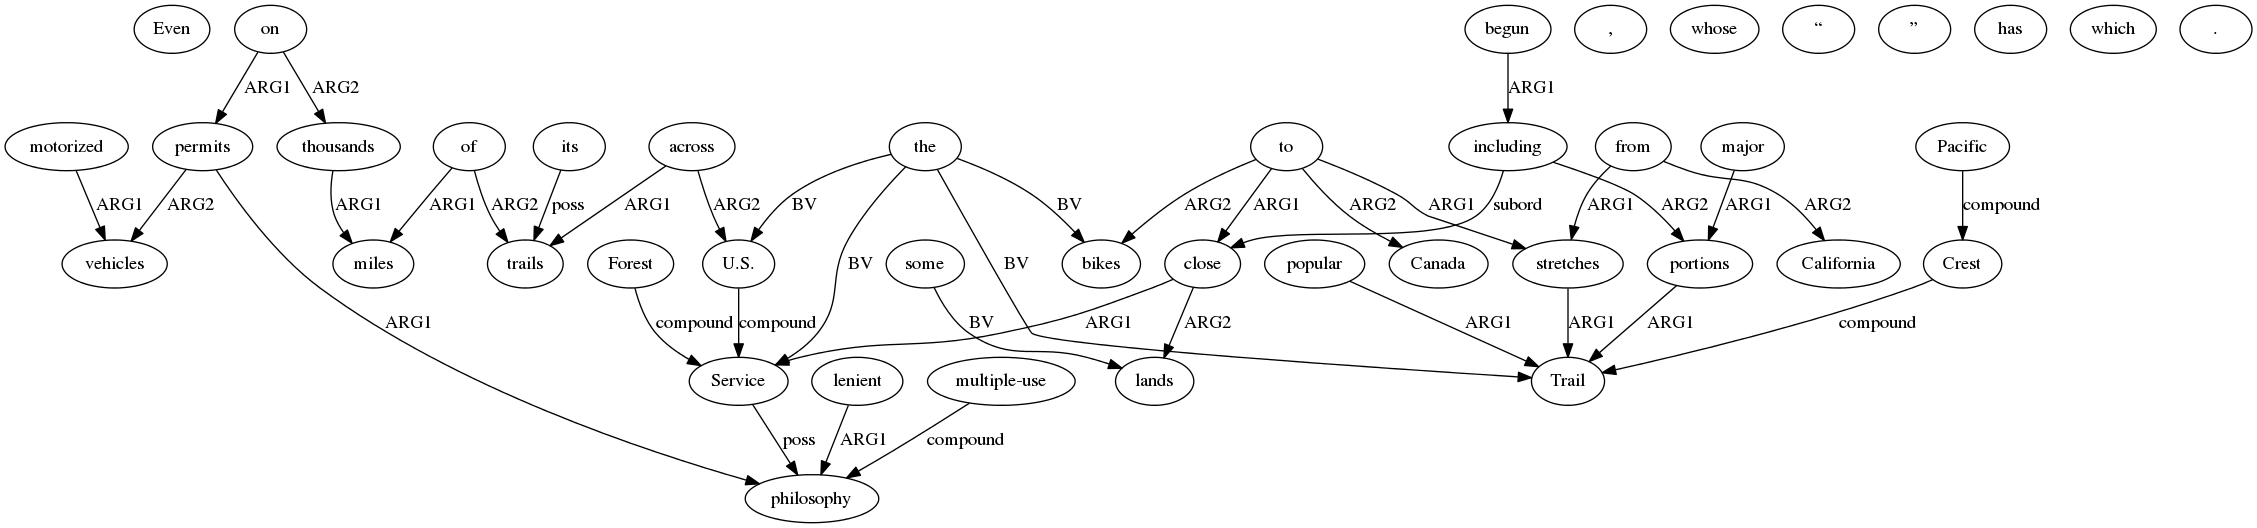 Even on begun , whose “ ” has which .
ARG1 ARG2 ARG1
motorized permits thousands of its across the to including from major Pacific
ARG1 ARG2 ARG1 ARG1 ARG2 poss ARG1 ARG2 BV BV BV BV ARG2 ARG1 ARG2 ARG1 subord ARG2 ARG1 ARG2 ARG1 compound
vehicles miles trails Forest U.S. some bikes close popular Canada stretches portions California Crest
ARG1 compound compound BV ARG1 ARG2 ARG1 ARG1 ARG1 compound
Service lenient multiple-use lands Trail
poss ARG1 compound
philosophy